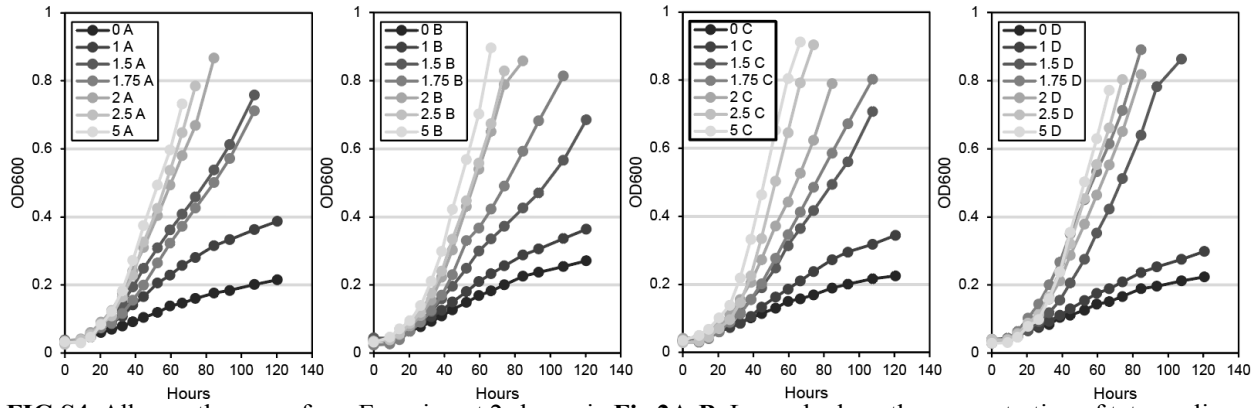 1
0.8
0.6
0.4
0.2
0
OD600
0 A
1 A
1.5 A
1.75 A
2 A
2.5 A
5 A
0 20 40 60 80 100 120 140
Hours
1
0.8
0.6
0.4
0.2
0
OD600
0 B
1 B
1.5 B
1.75 B
2 B
2.5 B
5 B
0 20 40 60 80 100 120 140
Hours
1
0.8
0.6
0.4
0.2
0
OD600
0 C
1 C
1.5 C
1.75 C
2 C
2.5 C
5 C
0 20 40 60 80 100 120 140
Hours
1
0.8
0.6
0.4
0.2
0
OD600
0 D
1 D
1.5 D
1.75 D
2 D
2.5 D
5 D
0 20 40 60 80 100 120 140
Hours
FIG S4. All growth curves from Experiment 2 shown in Fig 2A-B. Legends show the concentration of